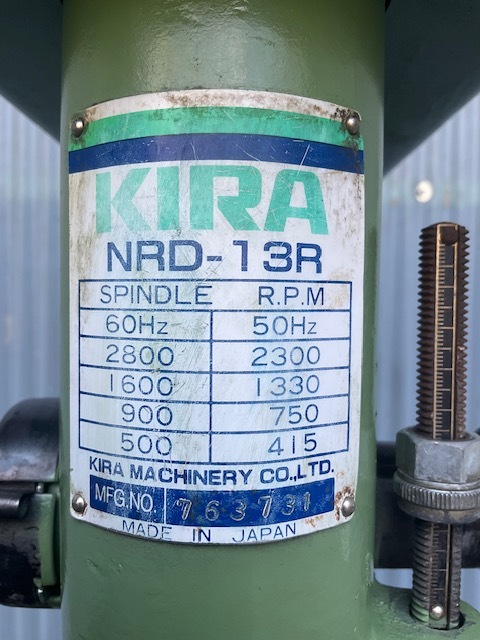 KIRA
NRD-13R
SPINDLE R.P.M
60Hz 50Hz
2800 2300
1600 1330
900 750
500 415
KIRA MACHINERY CO.,LTD.
MFG.NO. 763731
MADE IN JAPAN